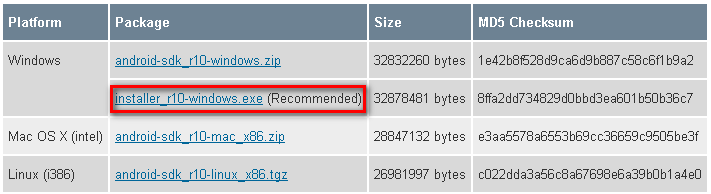 Platform Package Size MD5 Checksum
Windows android-sdk_r10-windows.zip 32832260 bytes 1e42b8f528d9ca6d9b887c58c6f1b9a2
installer_r10-windows.exe (Recommended) 32878481 bytes 8ffa2dd734829d0bbd3ea601b50b36c7
Mac OS X (intel) android-sdk_r10-mac_x86.zip 28847132 bytes e3aa5578a6553b69cc36659c9505be3f
Linux (i386) android-sdk_r10-linux_x86.tgz 26981997 bytes c022dda3a56c8a67698e6a39b0b1a4e0